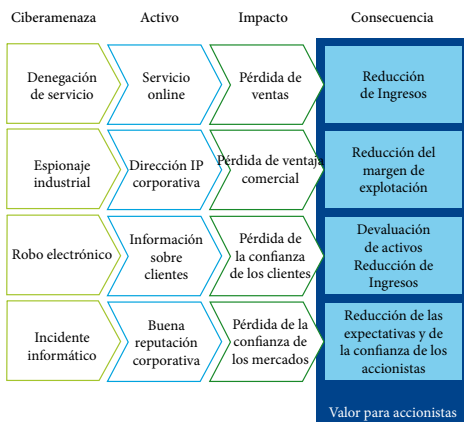 Ciberamenaza
Activo
Impacto
Consecuencia
Denegación
de servicio
Servicio
online
Pérdida de
ventas
Reducción
de Ingresos
Espionaje
industrial
Dirección IP
corporativa
Pérdida de ventaja
comercial
Reducción del
margen de
explotación
Robo electrónico
Información
sobre
clientes
Pérdida de
la confianza
de los clientes
Devaluación
de activos
Reducción de
Ingresos
Incidente
informático
Buena
reputación
corporativa
Pérdida de la
confianza de
los mercados
Reducción de las
expectativas y de
la confianza de los
accionistas
Valor para accionistas